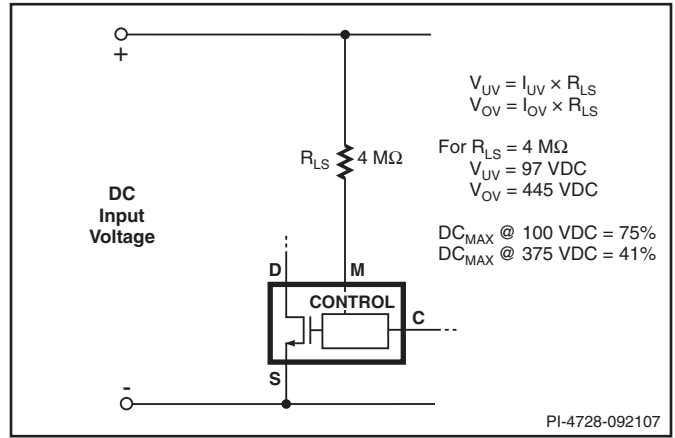 +
V_UV = I_UV × R_LS
V_OV = I_OV × R_LS
R_LS 4 MΩ
For R_LS = 4 MΩ
V_UV = 97 VDC
V_OV = 445 VDC
DC
Input
Voltage
DC_MAX @ 100 VDC = 75%
DC_MAX @ 375 VDC = 41%
D
M
CONTROL
C
S
-
PI-4728-092107